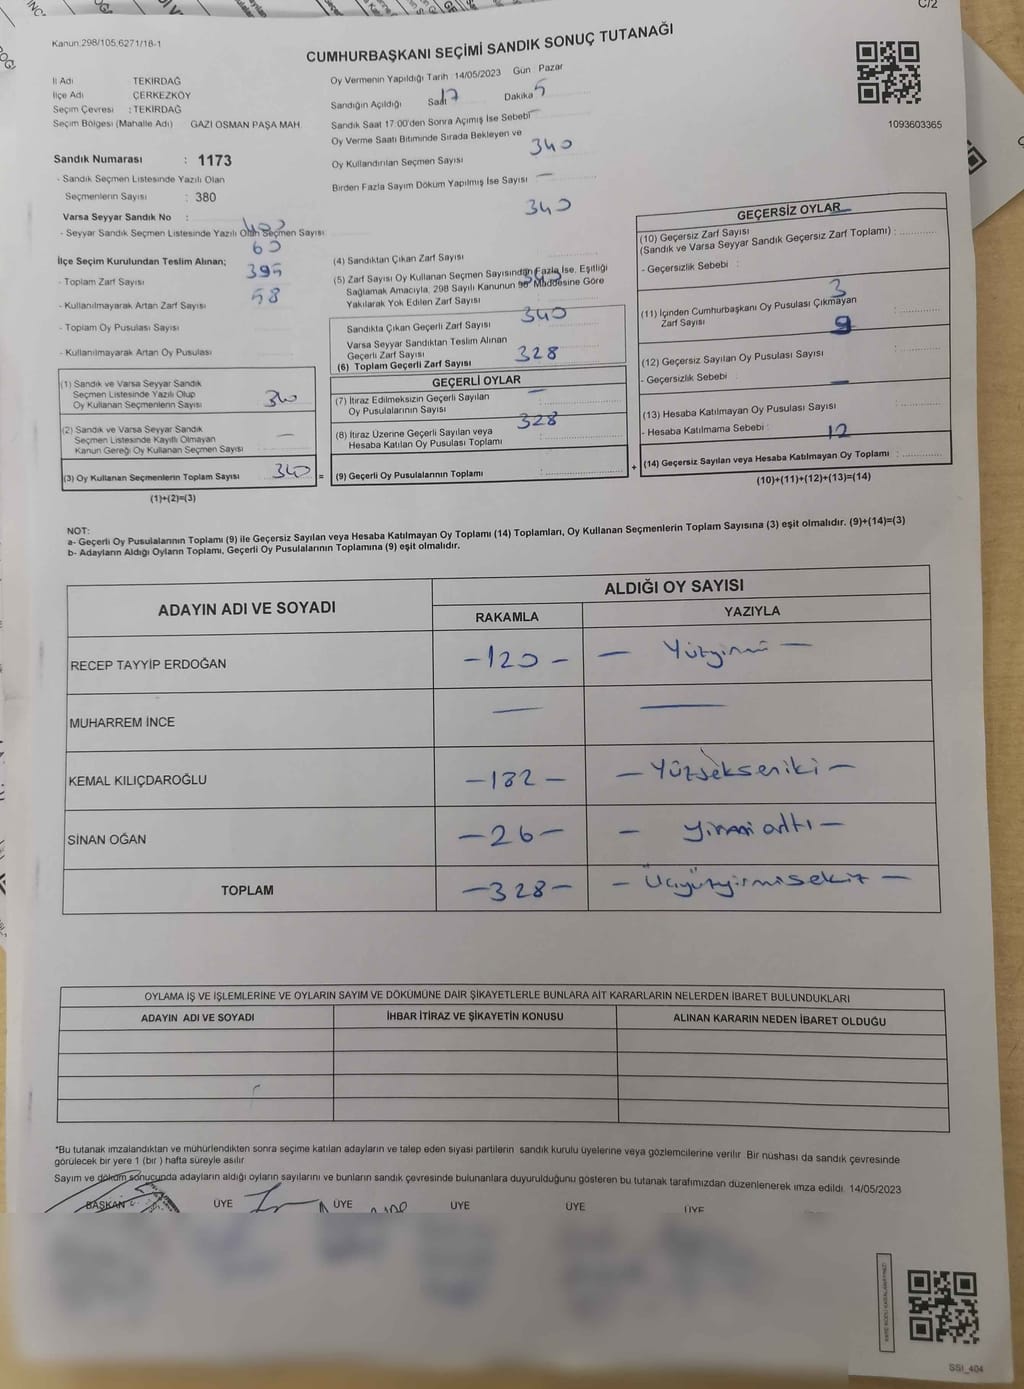 C/2
Kanun:298/105;6271/18-1
CUMHURBAŞKANI SEÇİMİ SANDIK SONUÇ TUTANAĞI
İl Adı TEKİRDAĞ
İlçe Adı ÇERKEZKÖY
Seçim Çevresi : TEKİRDAĞ
Seçim Bölgesi (Mahalle Adı) GAZİ OSMAN PAŞA MAH.
Oy Vermenin Yapıldığı Tarih :14/05/2023 Gün : Pazar
Sandığın Açıldığı Saat 17 Dakika 5
Sandık Saat 17:00'den Sonra Açımış İse Sebebi
Oy Verme Saati Bitiminde Sırada Bekleyen ve
Oy Kullandırılan Seçmen Sayısı 340
Birden Fazla Sayım Döküm Yapılmış İse Sayısı —
1093603365
Sandık Numarası : 1173
- Sandık Seçmen Listesinde Yazılı Olan
Seçmenlerin Sayısı : 380
Varsa Seyyar Sandık No :
- Seyyar Sandık Seçmen Listesinde Yazılı Olan Seçmen Sayısı
400
İlçe Seçim Kurulundan Teslim Alınan; 60
- Toplam Zarf Sayısı 395
- Kullanılmayarak Artan Zarf Sayısı 58
- Toplam Oy Pusulası Sayısı
- Kullanılmayarak Artan Oy Pusulası
(1) Sandık ve Varsa Seyyar Sandık
Seçmen Listesinde Yazılı Olup
Oy Kullanan Seçmenlerin Sayısı 340
(2) Sandık ve Varsa Seyyar Sandık
Seçmen Listesinde Kayıtlı Olmayan
Kanun Gereği Oy Kullanan Seçmen Sayısı —
(3) Oy Kullanan Seçmenlerin Toplam Sayısı 340 =
(1)+(2)=(3)
340
(4) Sandıktan Çıkan Zarf Sayısı
(5) Zarf Sayısı Oy Kullanan Seçmen Sayısından Fazla İse, Eşitliği
Sağlamak Amacıyla, 298 Sayılı Kanunun 98. Maddesine Göre
Yakılarak Yok Edilen Zarf Sayısı
340
Sandıkta Çıkan Geçerli Zarf Sayısı 340
Varsa Seyyar Sandıktan Teslim Alınan
Geçerli Zarf Sayısı
(6) Toplam Geçerli Zarf Sayısı 328
GEÇERLİ OYLAR
(7) İtiraz Edilmeksizin Geçerli Sayılan
Oy Pusulalarının Sayısı —
(8) İtiraz Üzerine Geçerli Sayılan veya
Hesaba Katılan Oy Pusulası Toplamı 328
(9) Geçerli Oy Pusulalarının Toplamı +
GEÇERSİZ OYLAR
(10) Geçersiz Zarf Sayısı
(Sandık ve Varsa Seyyar Sandık Geçersiz Zarf Toplamı) :
- Geçersizlik Sebebi :
(11) İçinden Cumhurbaşkanı Oy Pusulası Çıkmayan
Zarf Sayısı 3
9
(12) Geçersiz Sayılan Oy Pusulası Sayısı
- Geçersizlik Sebebi : —
(13) Hesaba Katılmayan Oy Pusulası Sayısı
- Hesaba Katılmama Sebebi : 12
(14) Geçersiz Sayılan veya Hesaba Katılmayan Oy Toplamı :
(10)+(11)+(12)+(13)=(14)
NOT:
a- Geçerli Oy Pusulalarının Toplamı (9) ile Geçersiz Sayılan veya Hesaba Katılmayan Oy Toplamı (14) Toplamları, Oy Kullanan Seçmenlerin Toplam Sayısına (3) eşit olmalıdır. (9)+(14)=(3)
b- Adayların Aldığı Oyların Toplamı, Geçerli Oy Pusulalarının Toplamına (9) eşit olmalıdır.
ADAYIN ADI VE SOYADI ALDIĞI OY SAYISI
RAKAMLA YAZIYLA
RECEP TAYYİP ERDOĞAN -120- — Yüzyirmi —
MUHARREM İNCE — —
KEMAL KILIÇDAROĞLU -182- — Yüzsekseniki —
SİNAN OĞAN -26- — yirmi altı —
TOPLAM -328- — Üçyüzyirmisekiz —
OYLAMA İŞ VE İŞLEMLERİNE VE OYLARIN SAYIM VE DÖKÜMÜNE DAİR ŞİKAYETLERLE BUNLARA AİT KARARLARIN NELERDEN İBARET BULUNDUKLARI
ADAYIN ADI VE SOYADI İHBAR İTİRAZ VE ŞİKAYETİN KONUSU ALINAN KARARIN NEDEN İBARET OLDUĞU
*Bu tutanak imzalandıktan ve mühürlendikten sonra seçime katılan adayların ve talep eden siyasi partilerin sandık kurulu üyelerine veya gözlemcilerine verilir. Bir nüshası da sandık çevresinde
görülecek bir yere 1 (bir ) hafta süreyle asılır.
Sayım ve döküm sonucunda adayların aldığı oyların sayılarını ve bunların sandık çevresinde bulunanlara duyurulduğunu gösteren bu tutanak tarafımızdan düzenlenerek imza edildi. 14/05/2023
BAŞKAN ÜYE ÜYE ÜYE ÜYE ÜYE
SSI_404